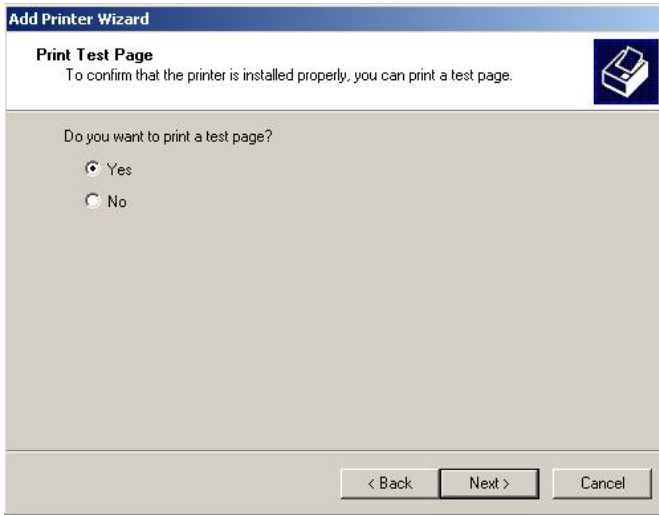 Add Printer Wizard
Print Test Page
To confirm that the printer is installed properly, you can print a test page.
Do you want to print a test page?
Yes
No
< Back Next > Cancel